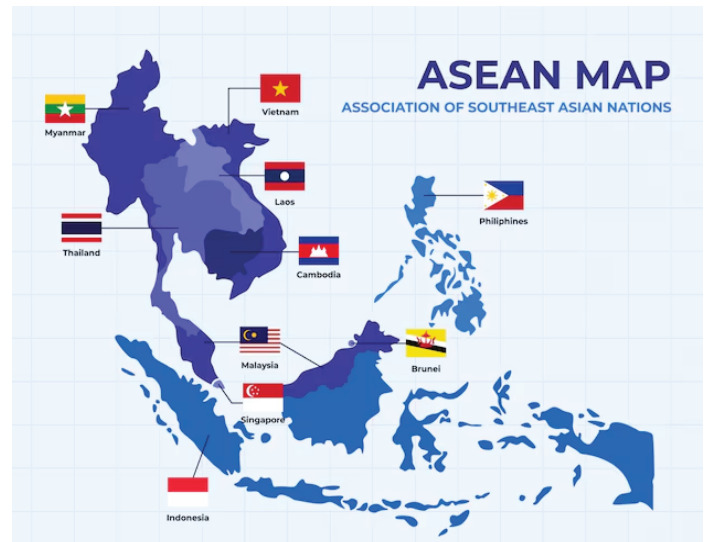 ASEAN MAP
ASSOCIATION OF SOUTHEAST ASIAN NATIONS
Vietnam
Myanmar
Laos
Philiphines
Thailand
Cambodia
Malaysia
Brunei
Singapore
Indonesia